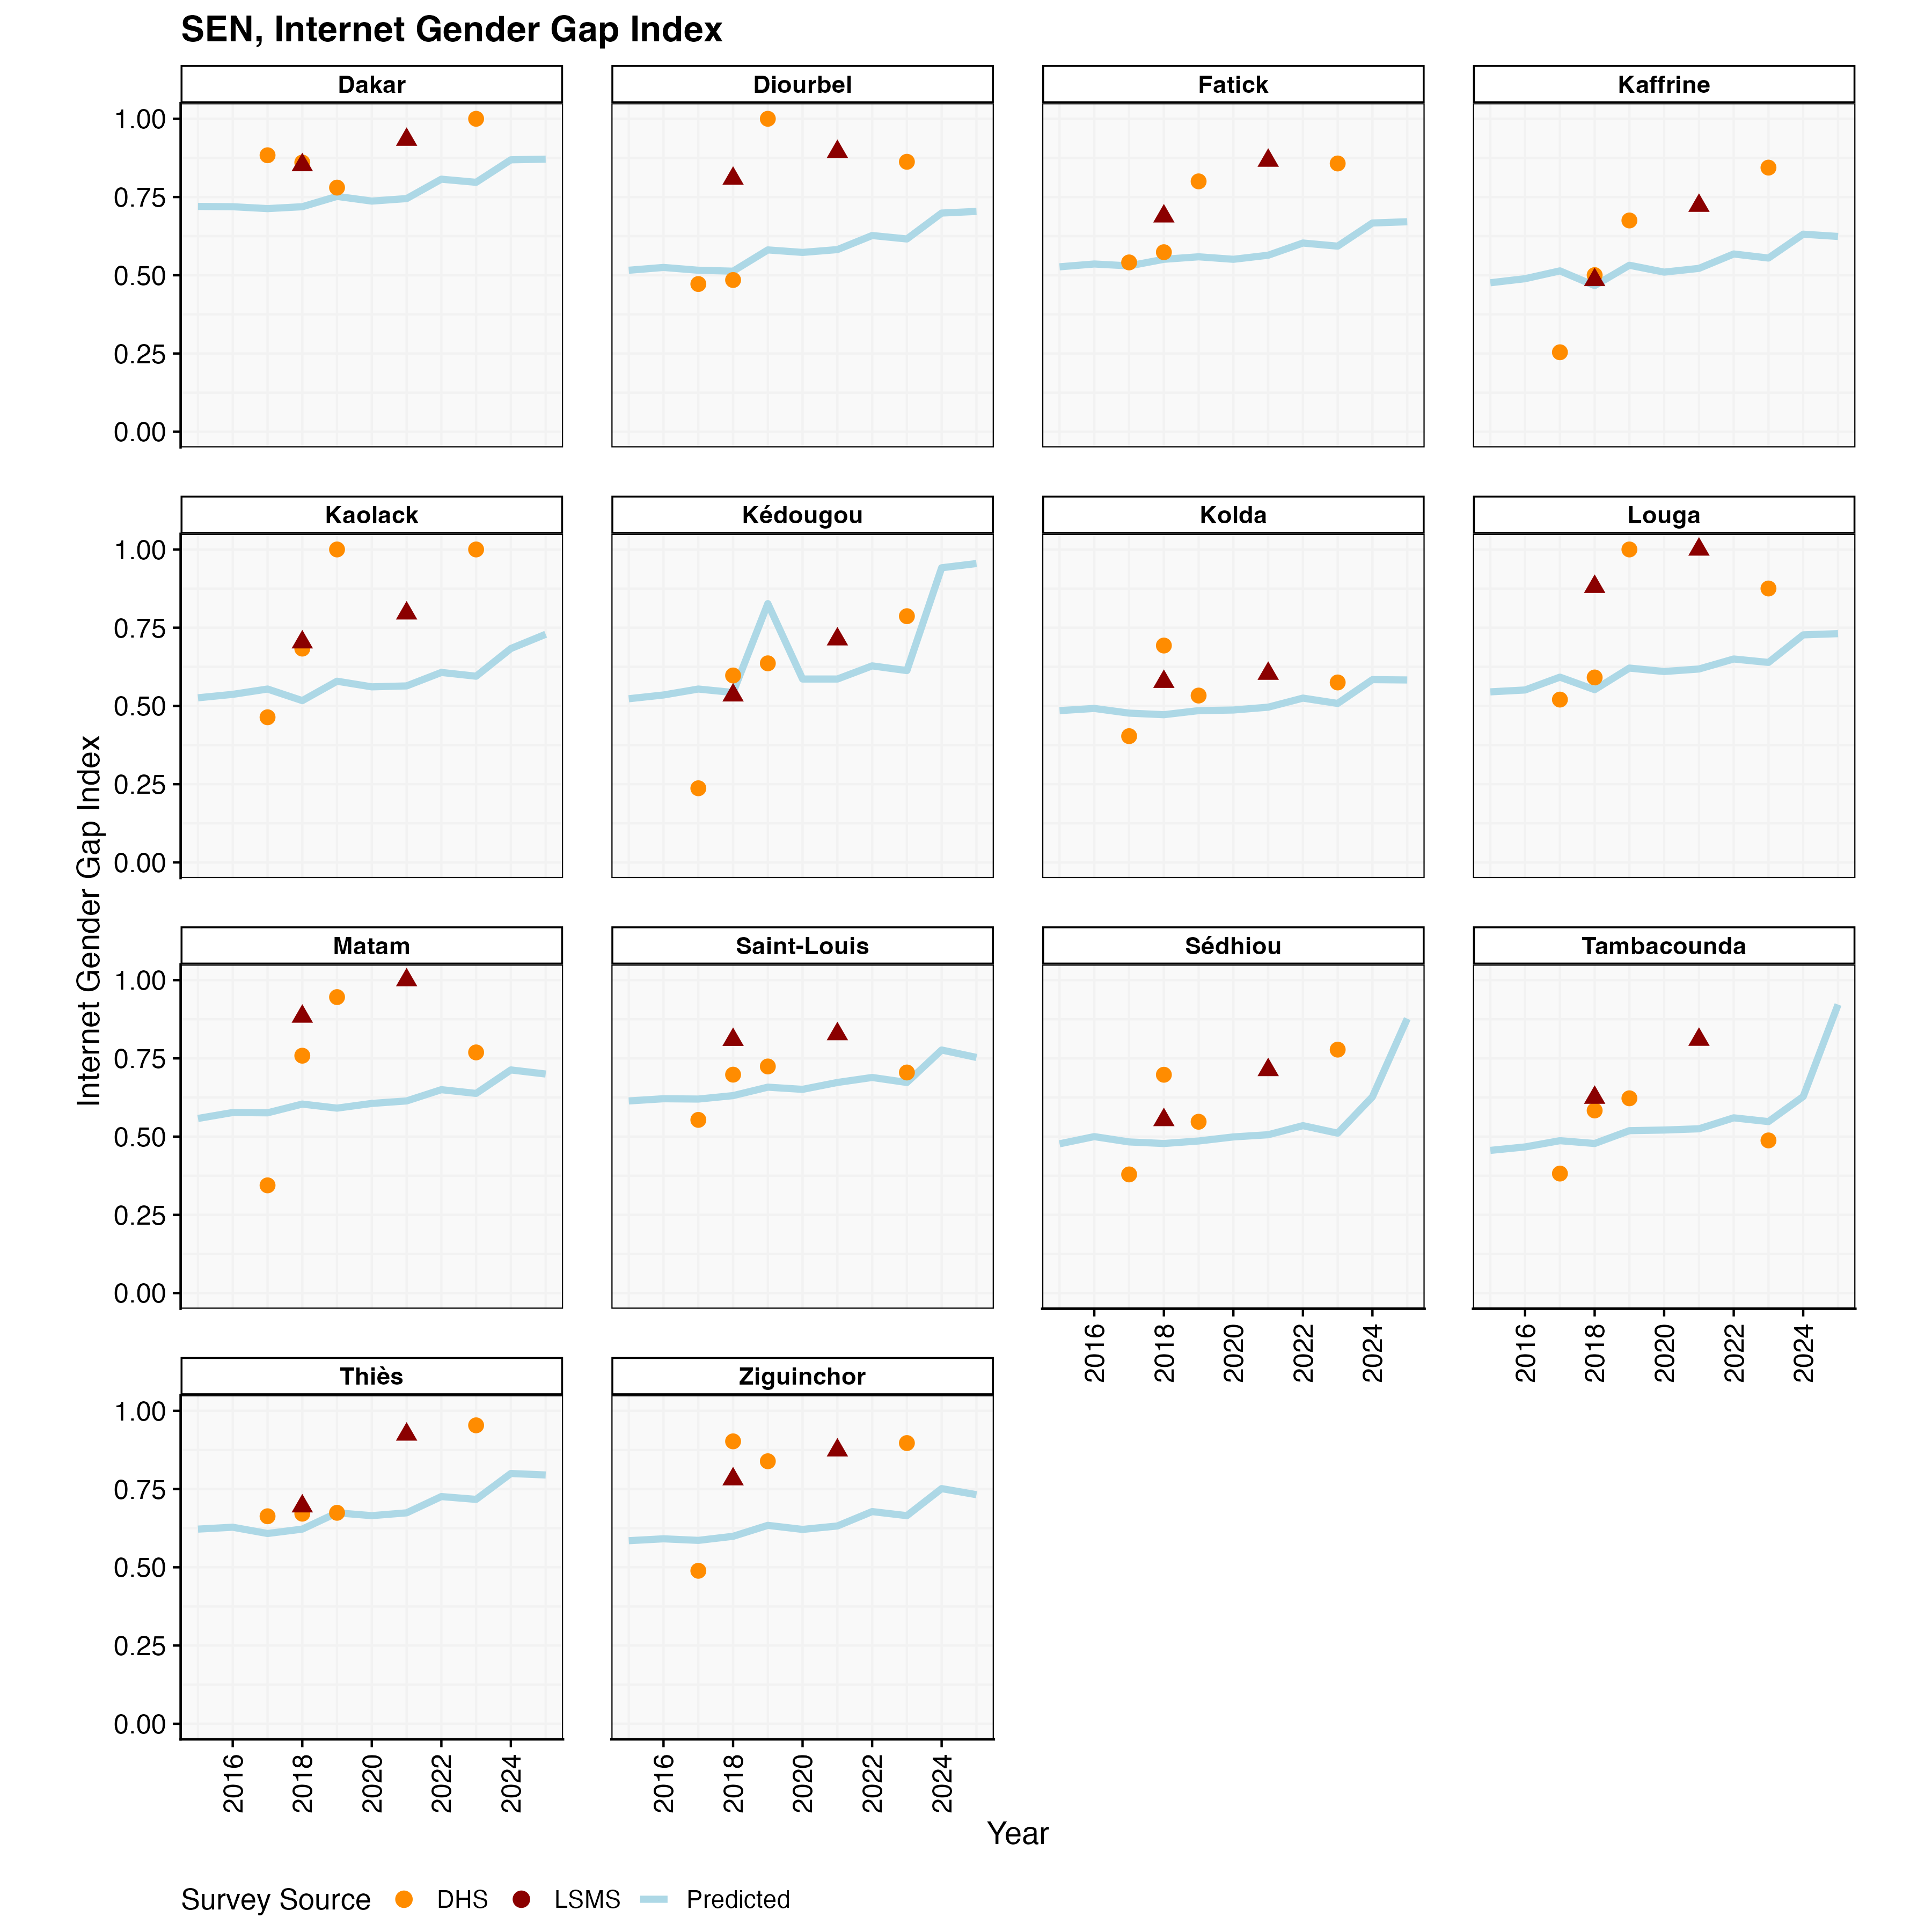 SEN, Internet Gender Gap Index
Dakar Diourbel Fatick Kaffrine
1.00
0.75
0.50
0.25
0.00
Kaolack Kédougou Kolda Louga
1.00
0.75
0.50
0.25
0.00
Internet Gender Gap Index
Matam Saint-Louis Sédhiou Tambacounda
1.00
0.75
0.50
0.25
0.00
2016 2018 2020 2022 2024 2016 2018 2020 2022 2024
Thiès Ziguinchor
1.00
0.75
0.50
0.25
0.00
2016 2018 2020 2022 2024 2016 2018 2020 2022 2024
Year
Survey Source DHS LSMS Predicted